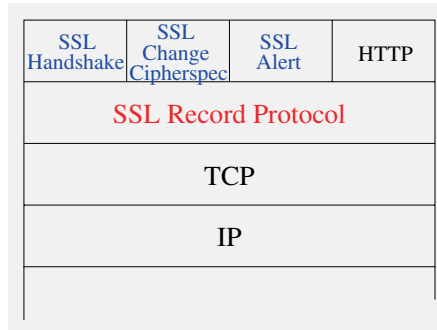 SSL
Handshake
SSL
Change
Cipherspec
SSL
Alert
HTTP
SSL Record Protocol
TCP
IP